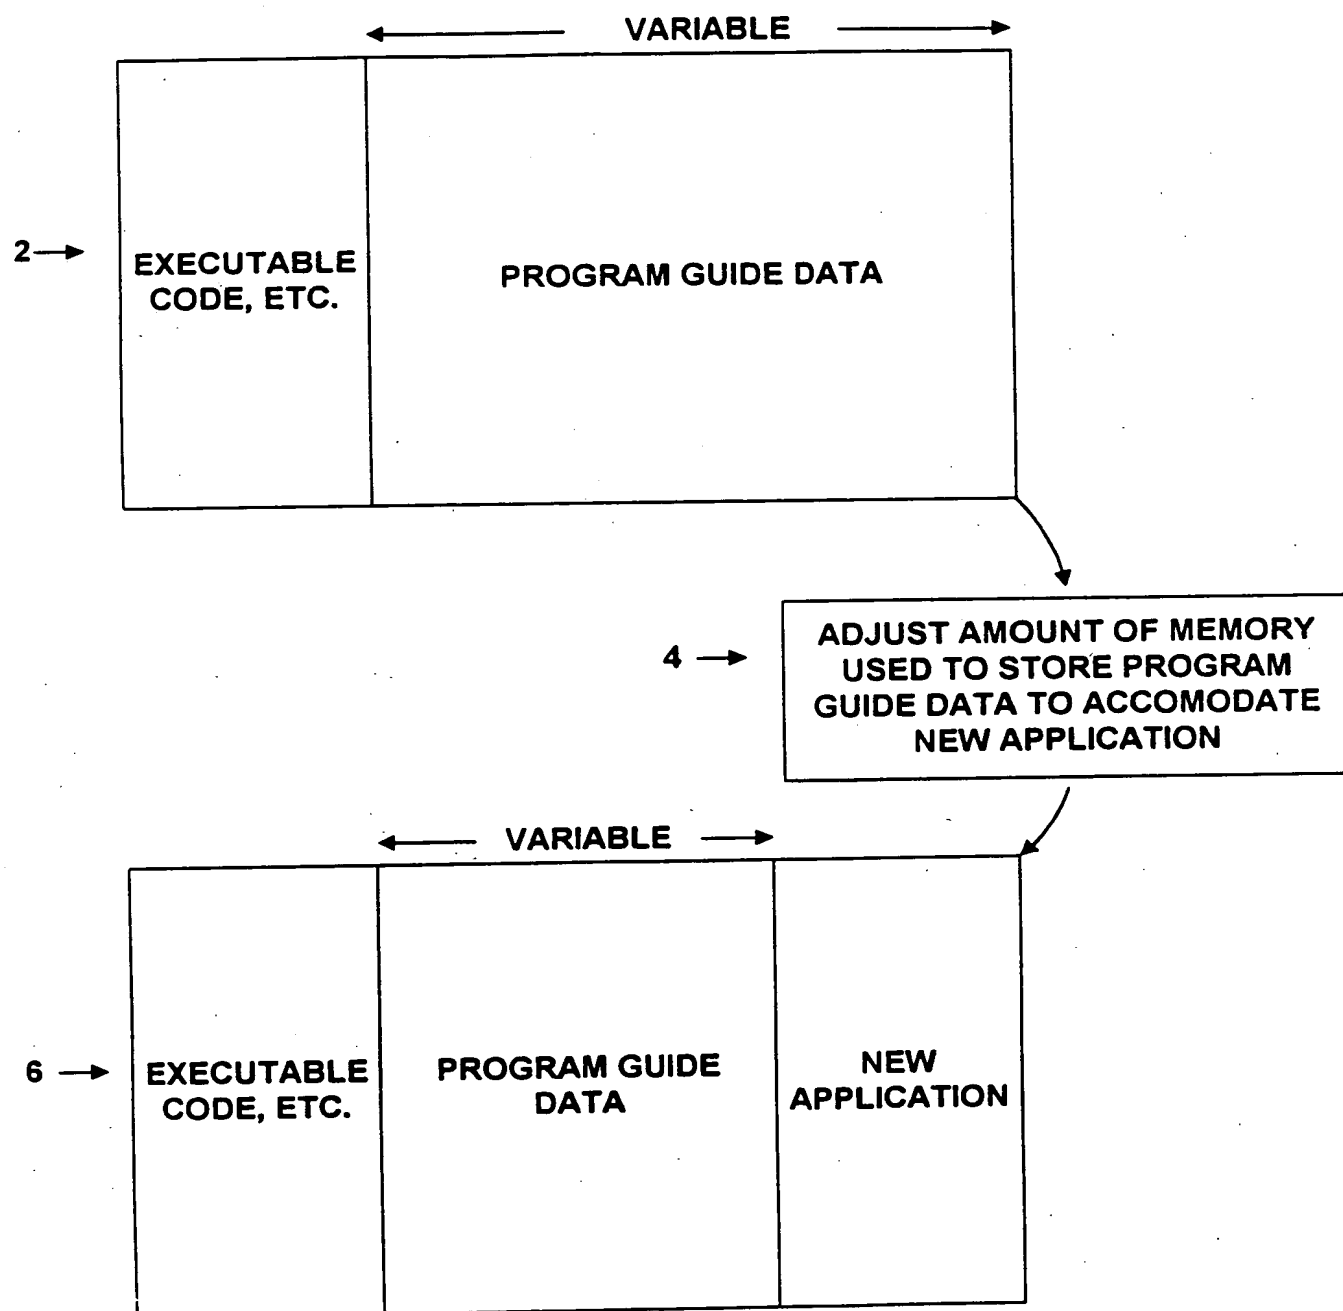 VARIABLE
2
EXECUTABLE
CODE, ETC.
PROGRAM GUIDE DATA
4
ADJUST AMOUNT OF MEMORY
USED TO STORE PROGRAM
GUIDE DATA TO ACCOMODATE
NEW APPLICATION
VARIABLE
6
EXECUTABLE
CODE, ETC.
PROGRAM GUIDE
DATA
NEW
APPLICATION